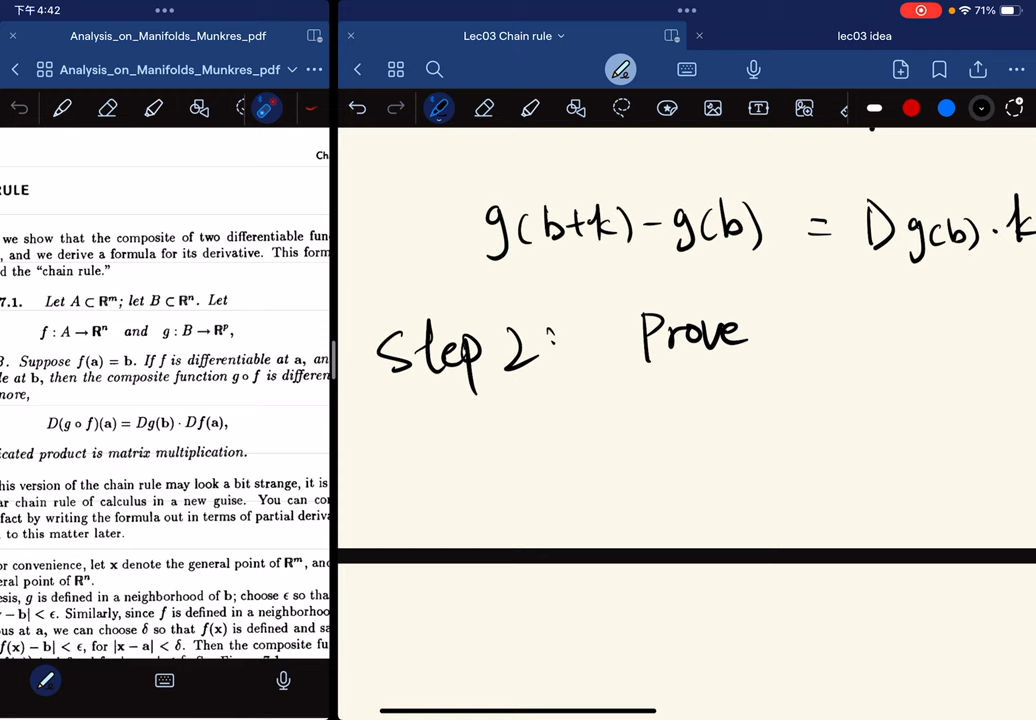 下午4:42
71%
Analysis_on_Manifolds_Munkres_pdf
Lec03 Chain rule
lec03 idea
Analysis_on_Manifolds_Munkres_pdf
Ch
RULE
we show that the composite of two differentiable fun
, and we derive a formula for its derivative. This form
d the “chain rule.”
7.1. Let A ⊂ Rᵐ; let B ⊂ Rⁿ. Let
f : A → Rⁿ and g : B → Rᵖ,
B. Suppose f(a) = b. If f is differentiable at a, an
le at b, then the composite function g ∘ f is differen
more,
D(g ∘ f)(a) = Dg(b) · Df(a),
icated product is matrix multiplication.
his version of the chain rule may look a bit strange, it is
ar chain rule of calculus in a new guise. You can con
fact by writing the formula out in terms of partial deriva
to this matter later.
or convenience, let x denote the general point of Rᵐ, and
eral point of Rⁿ.
esis, g is defined in a neighborhood of b; choose ϵ so tha
– b| < ϵ. Similarly, since f is defined in a neighborhoo
us at a, we can choose δ so that f(x) is defined and sa
f(x) – b| < ϵ, for |x – a| < δ. Then the composite fu
g(b+k)-g(b) = Dg(b)·k
Step 2: Prove